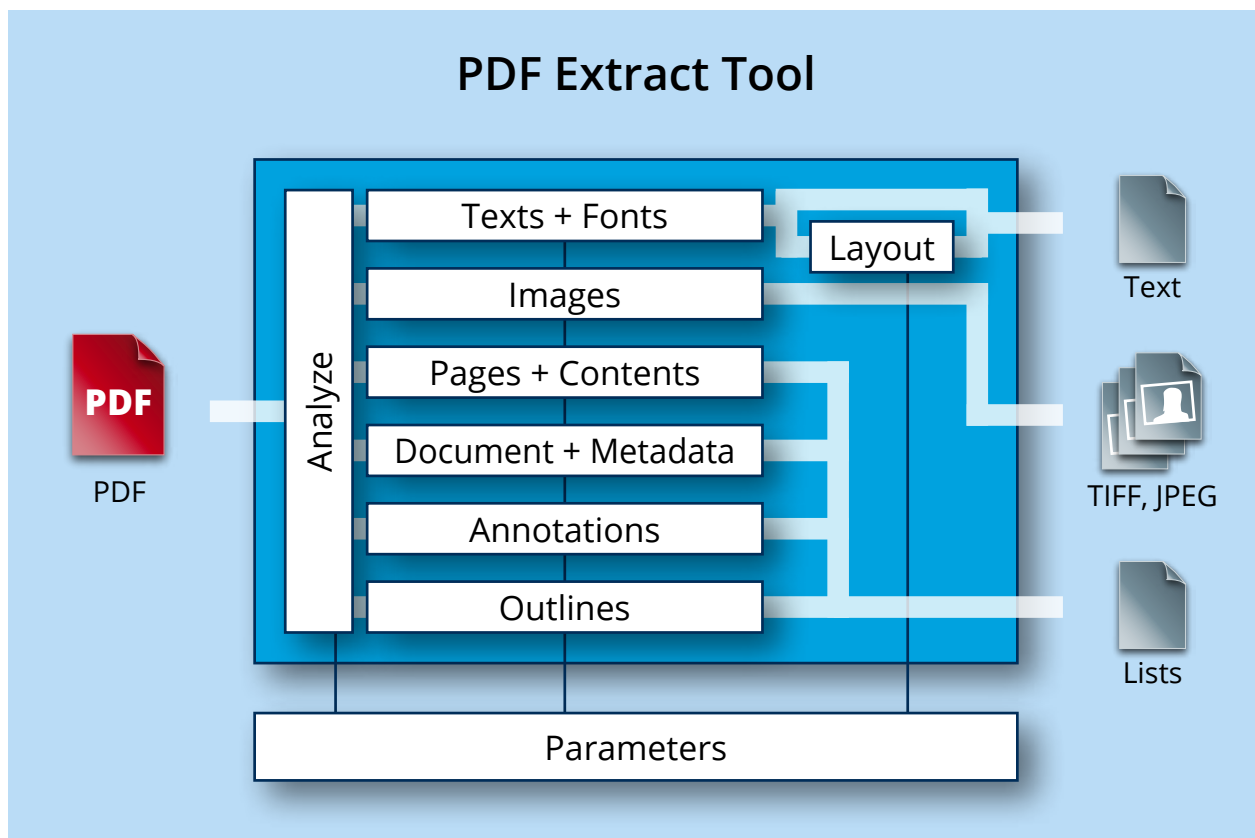 PDF Extract Tool
Texts + Fonts
Layout
Images
Pages + Contents
Document + Metadata
Annotations
Outlines
Analyze
PDF
PDF
Text
TIFF, JPEG
Lists
Parameters